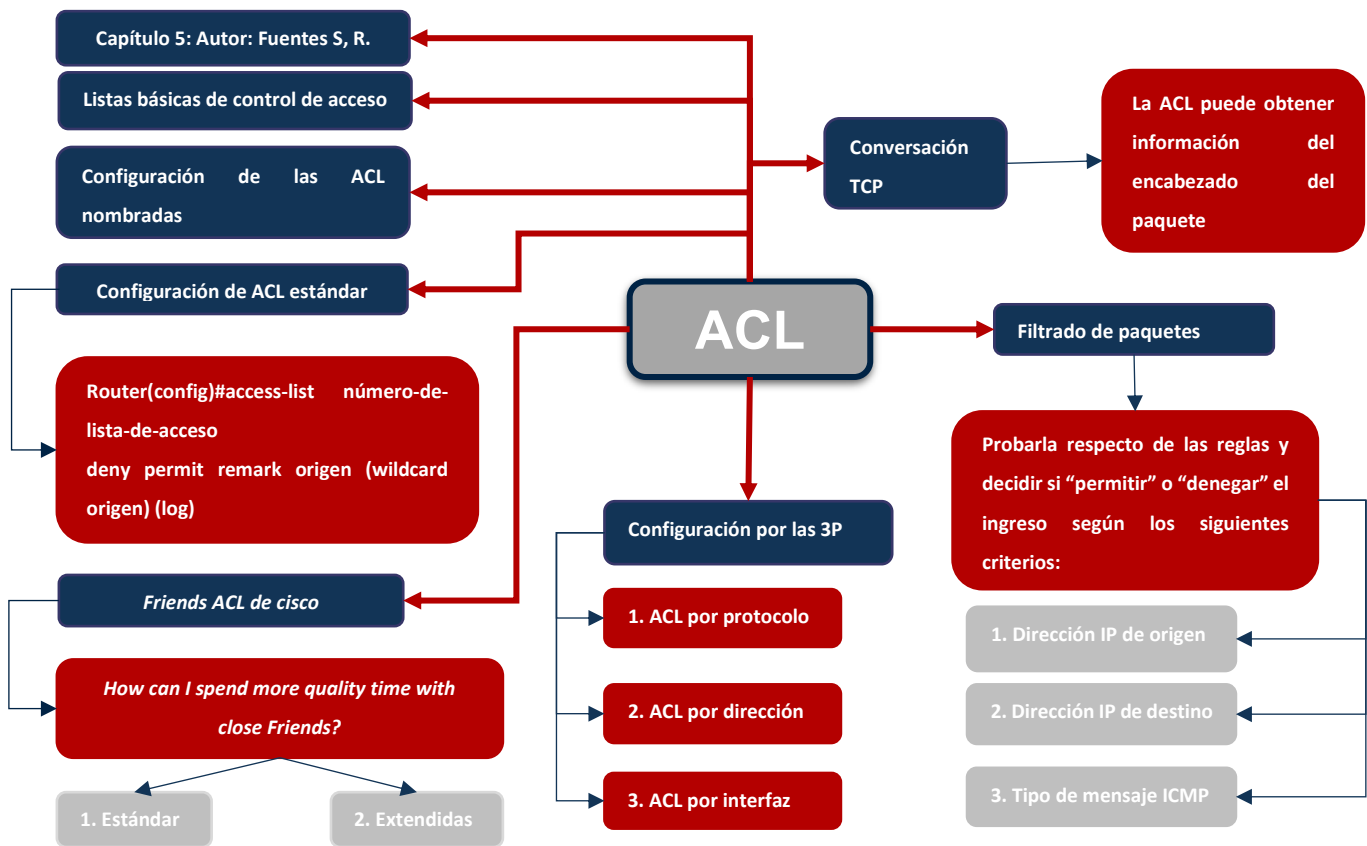 Capítulo 5: Autor: Fuentes S, R.
Listas básicas de control de acceso
Configuración de las ACL
nombradas
Configuración de ACL estándar
Router(config)#access-list número-de-
lista-de-acceso
deny permit remark origen (wildcard
origen) (log)
Friends ACL de cisco
How can I spend more quality time with
close Friends?
1. Estándar
2. Extendidas
ACL
Conversación
TCP
La ACL puede obtener
información del
encabezado del
paquete
Configuración por las 3P
1. ACL por protocolo
2. ACL por dirección
3. ACL por interfaz
Filtrado de paquetes
Probarla respecto de las reglas y
decidir si “permitir” o “denegar” el
ingreso según los siguientes
criterios:
1. Dirección IP de origen
2. Dirección IP de destino
3. Tipo de mensaje ICMP